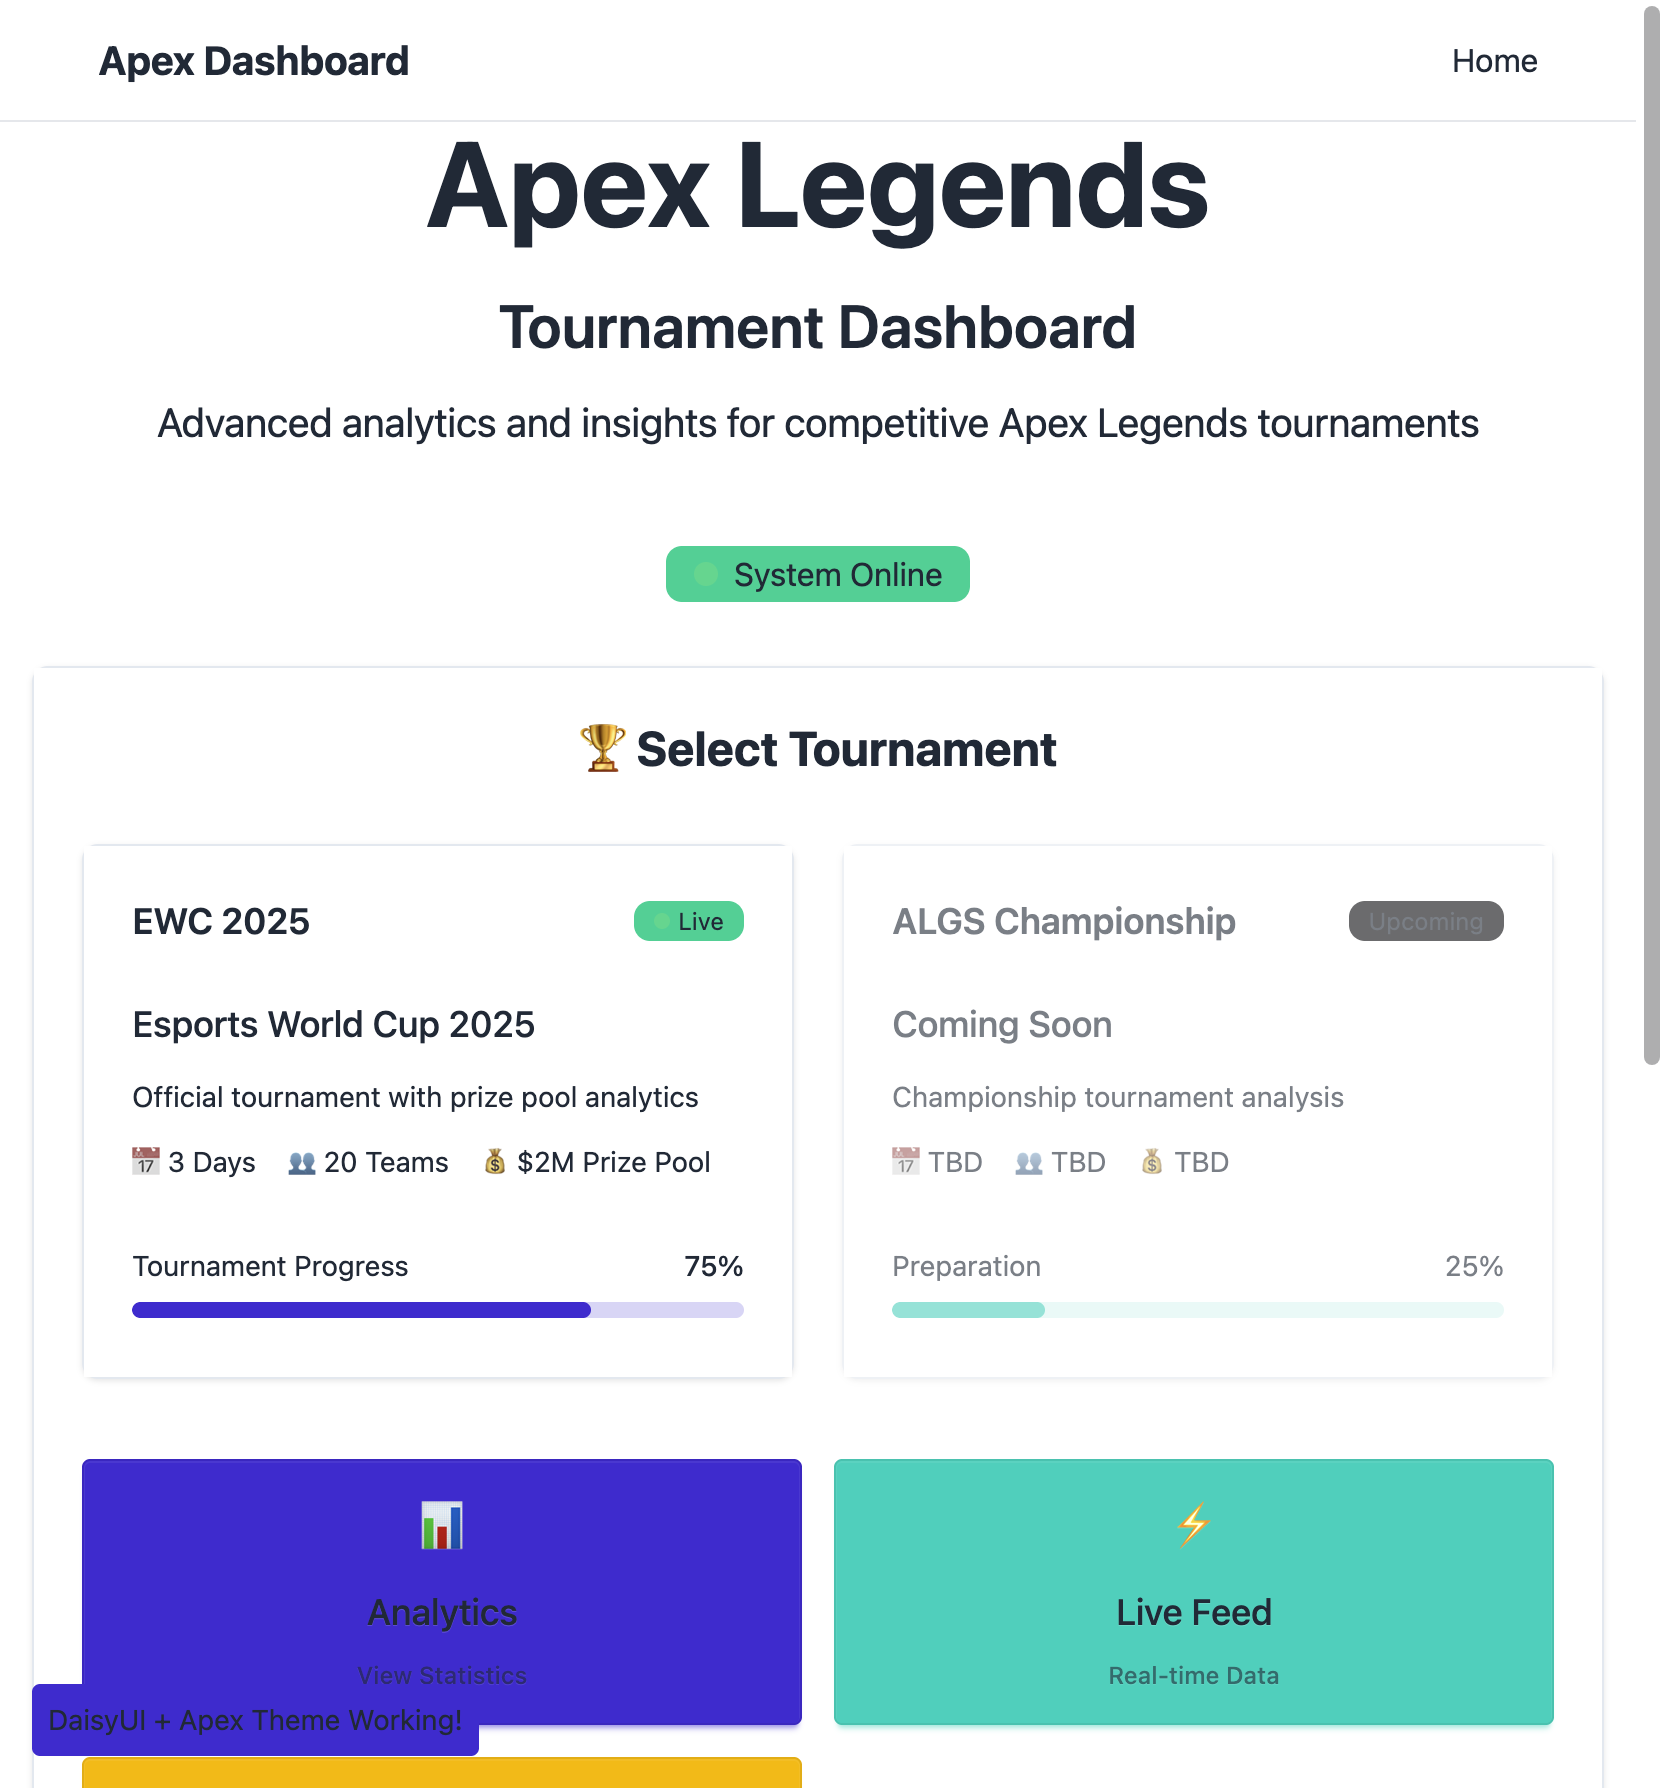 Apex Dashboard
Home
Apex Legends
Tournament Dashboard
Advanced analytics and insights for competitive Apex Legends tournaments
System Online
🏆 Select Tournament
EWC 2025
Live
Esports World Cup 2025
Official tournament with prize pool analytics
📅 3 Days 👥 20 Teams 💰 $2M Prize Pool
Tournament Progress
75%
ALGS Championship
Upcoming
Coming Soon
Championship tournament analysis
📅 TBD 👥 TBD 💰 TBD
Preparation
25%
📊
Analytics
View Statistics
⚡
Live Feed
Real-time Data
DaisyUI + Apex Theme Working!